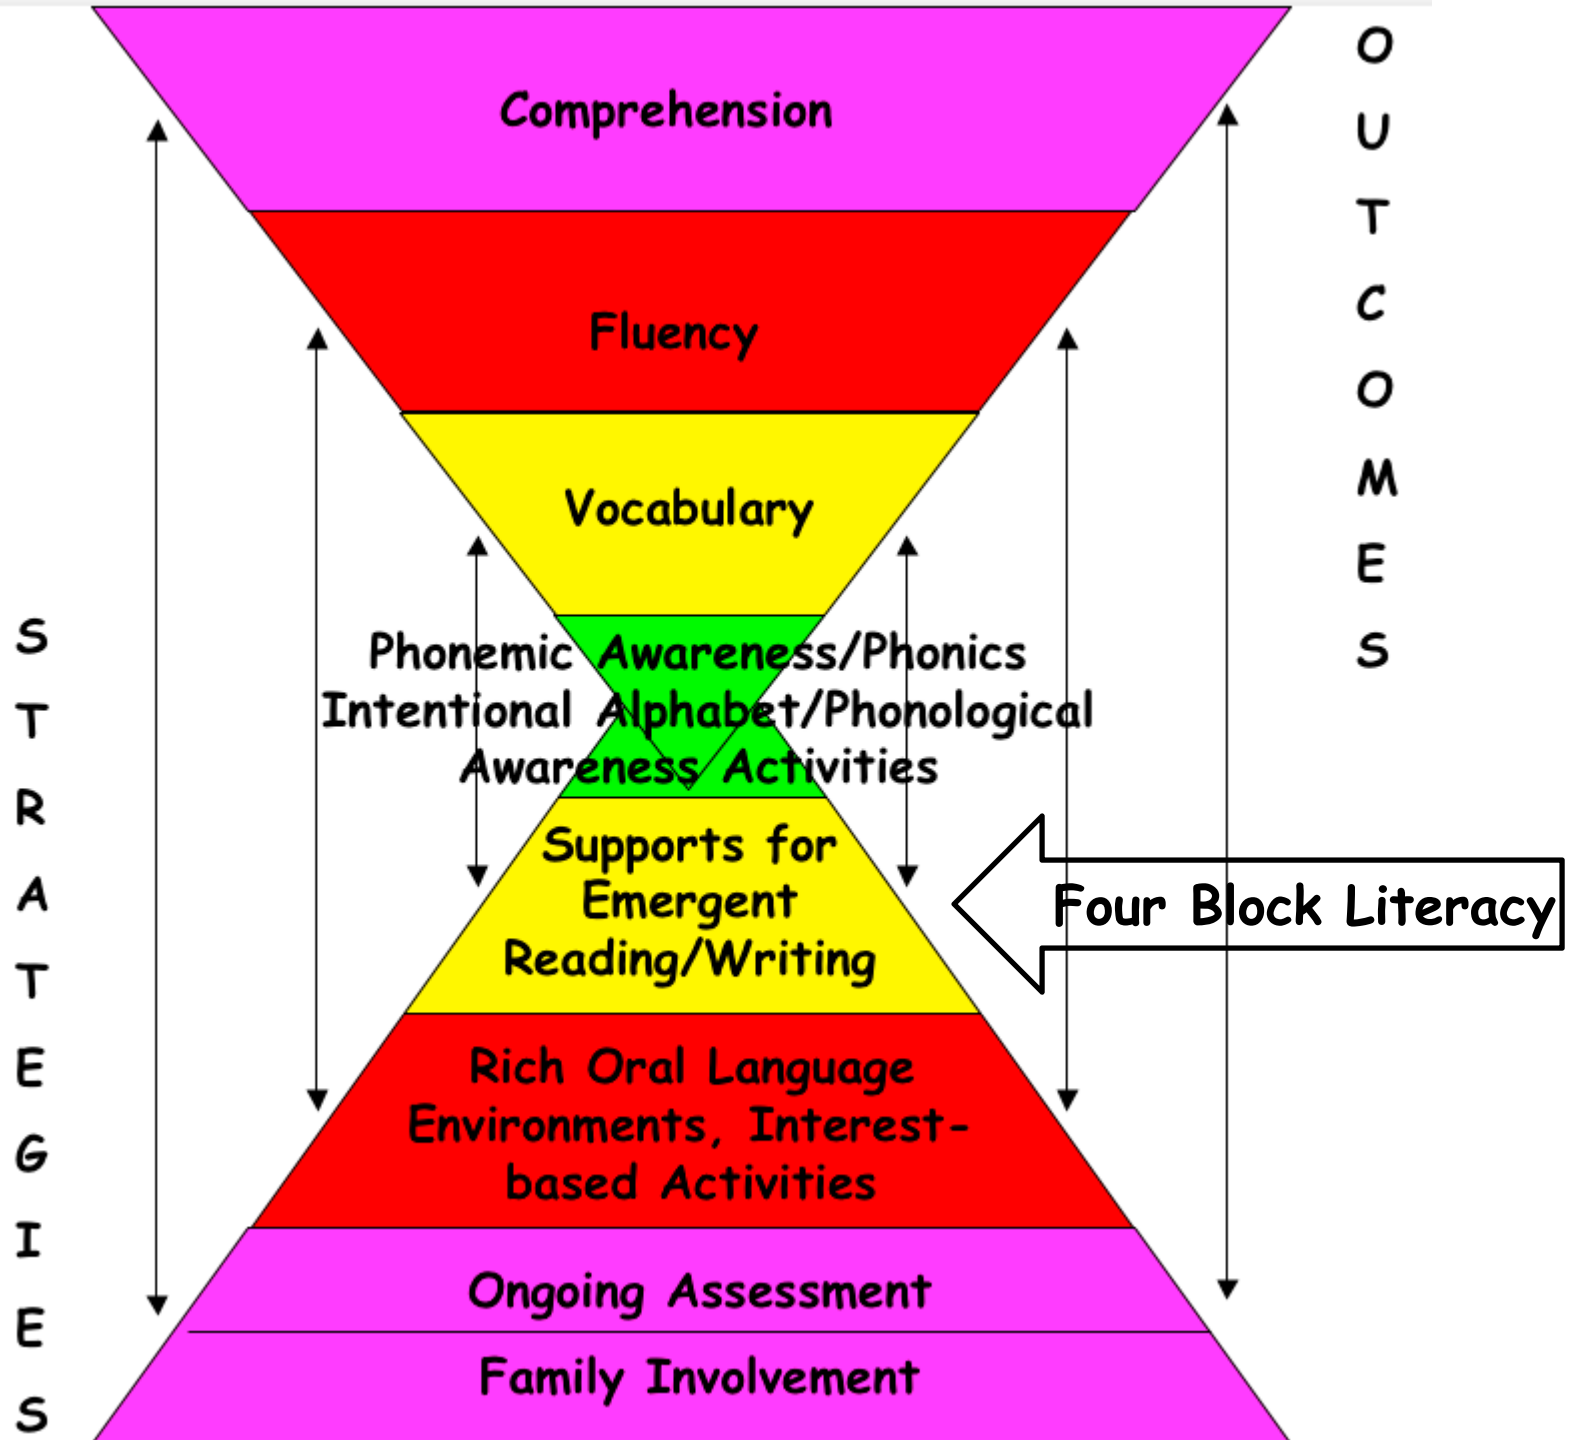 Comprehension
Fluency
Vocabulary
Phonemic Awareness/Phonics
Intentional Alphabet/Phonological
Awareness Activities
Supports for
Emergent
Reading/Writing
Rich Oral Language
Environments, Interest-
based Activities
Ongoing Assessment
Family Involvement
Four Block Literacy
O
U
T
C
O
M
E
S
S
T
R
A
T
E
G
I
E
S